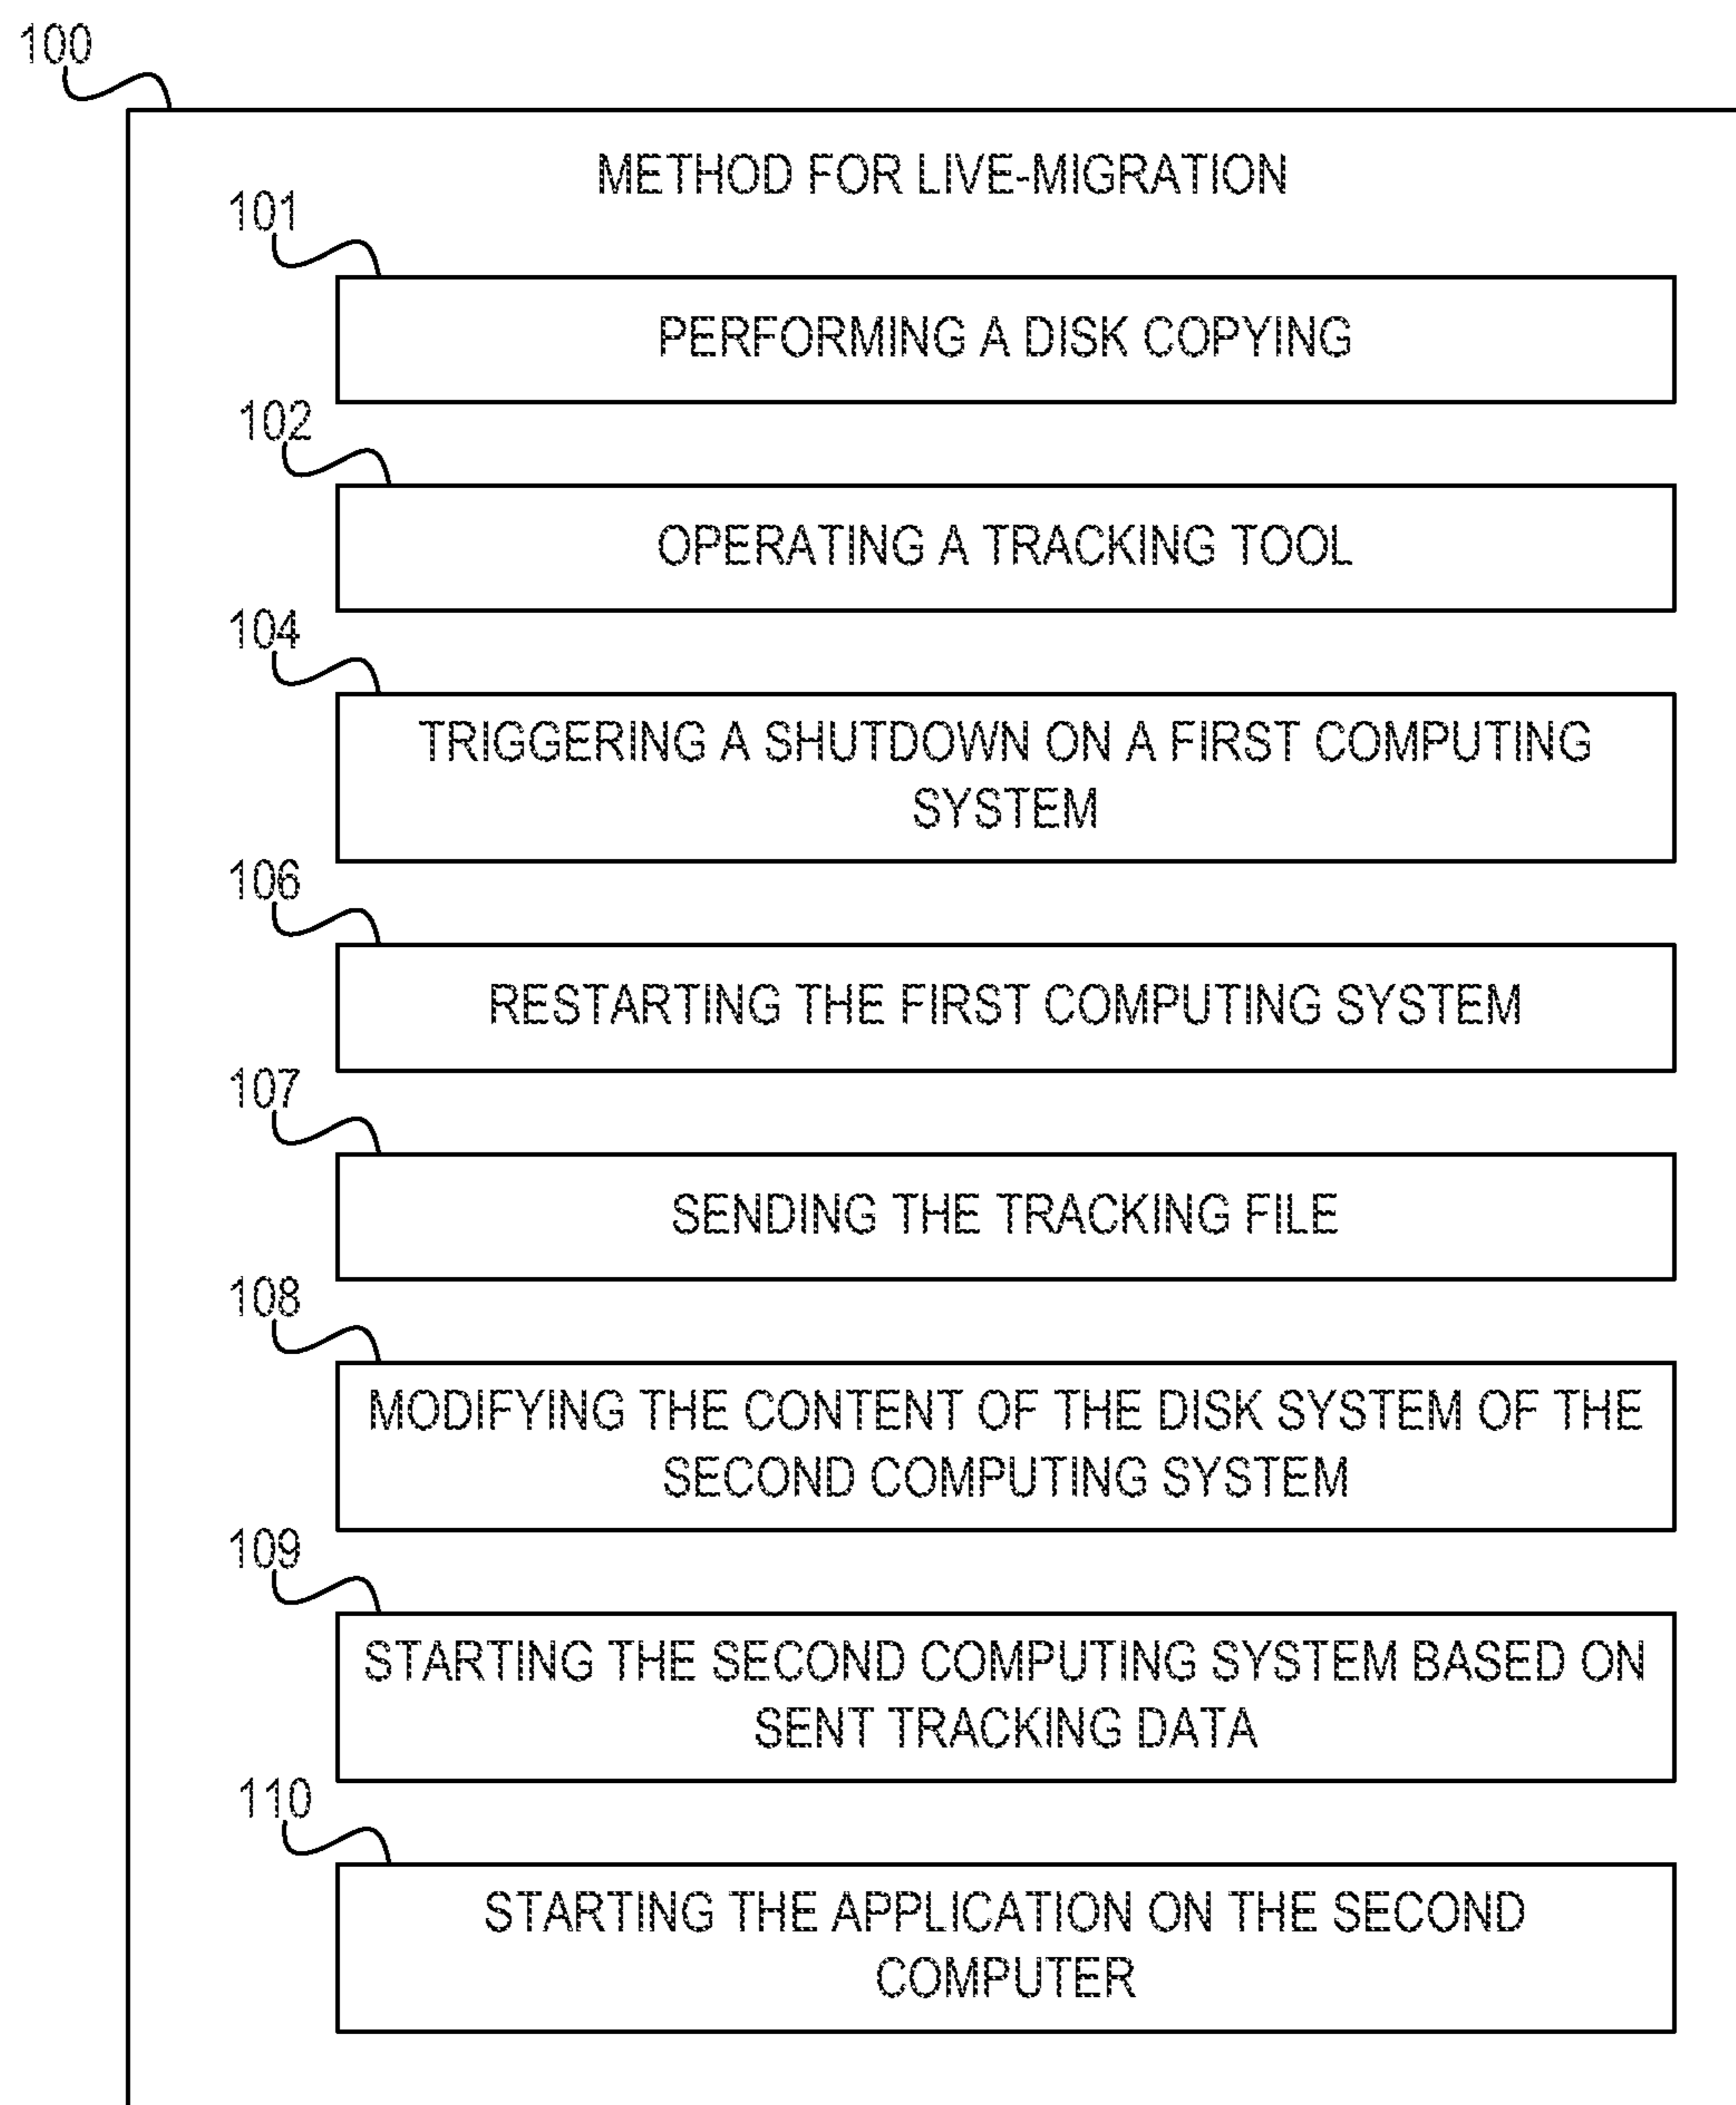 100
METHOD FOR LIVE-MIGRATION
101
PERFORMING A DISK COPYING
102
OPERATING A TRACKING TOOL
104
TRIGGERING A SHUTDOWN ON A FIRST COMPUTING
SYSTEM
106
RESTARTING THE FIRST COMPUTING SYSTEM
107
SENDING THE TRACKING FILE
108
MODIFYING THE CONTENT OF THE DISK SYSTEM OF THE
SECOND COMPUTING SYSTEM
109
STARTING THE SECOND COMPUTING SYSTEM BASED ON
SENT TRACKING DATA
110
STARTING THE APPLICATION ON THE SECOND
COMPUTER